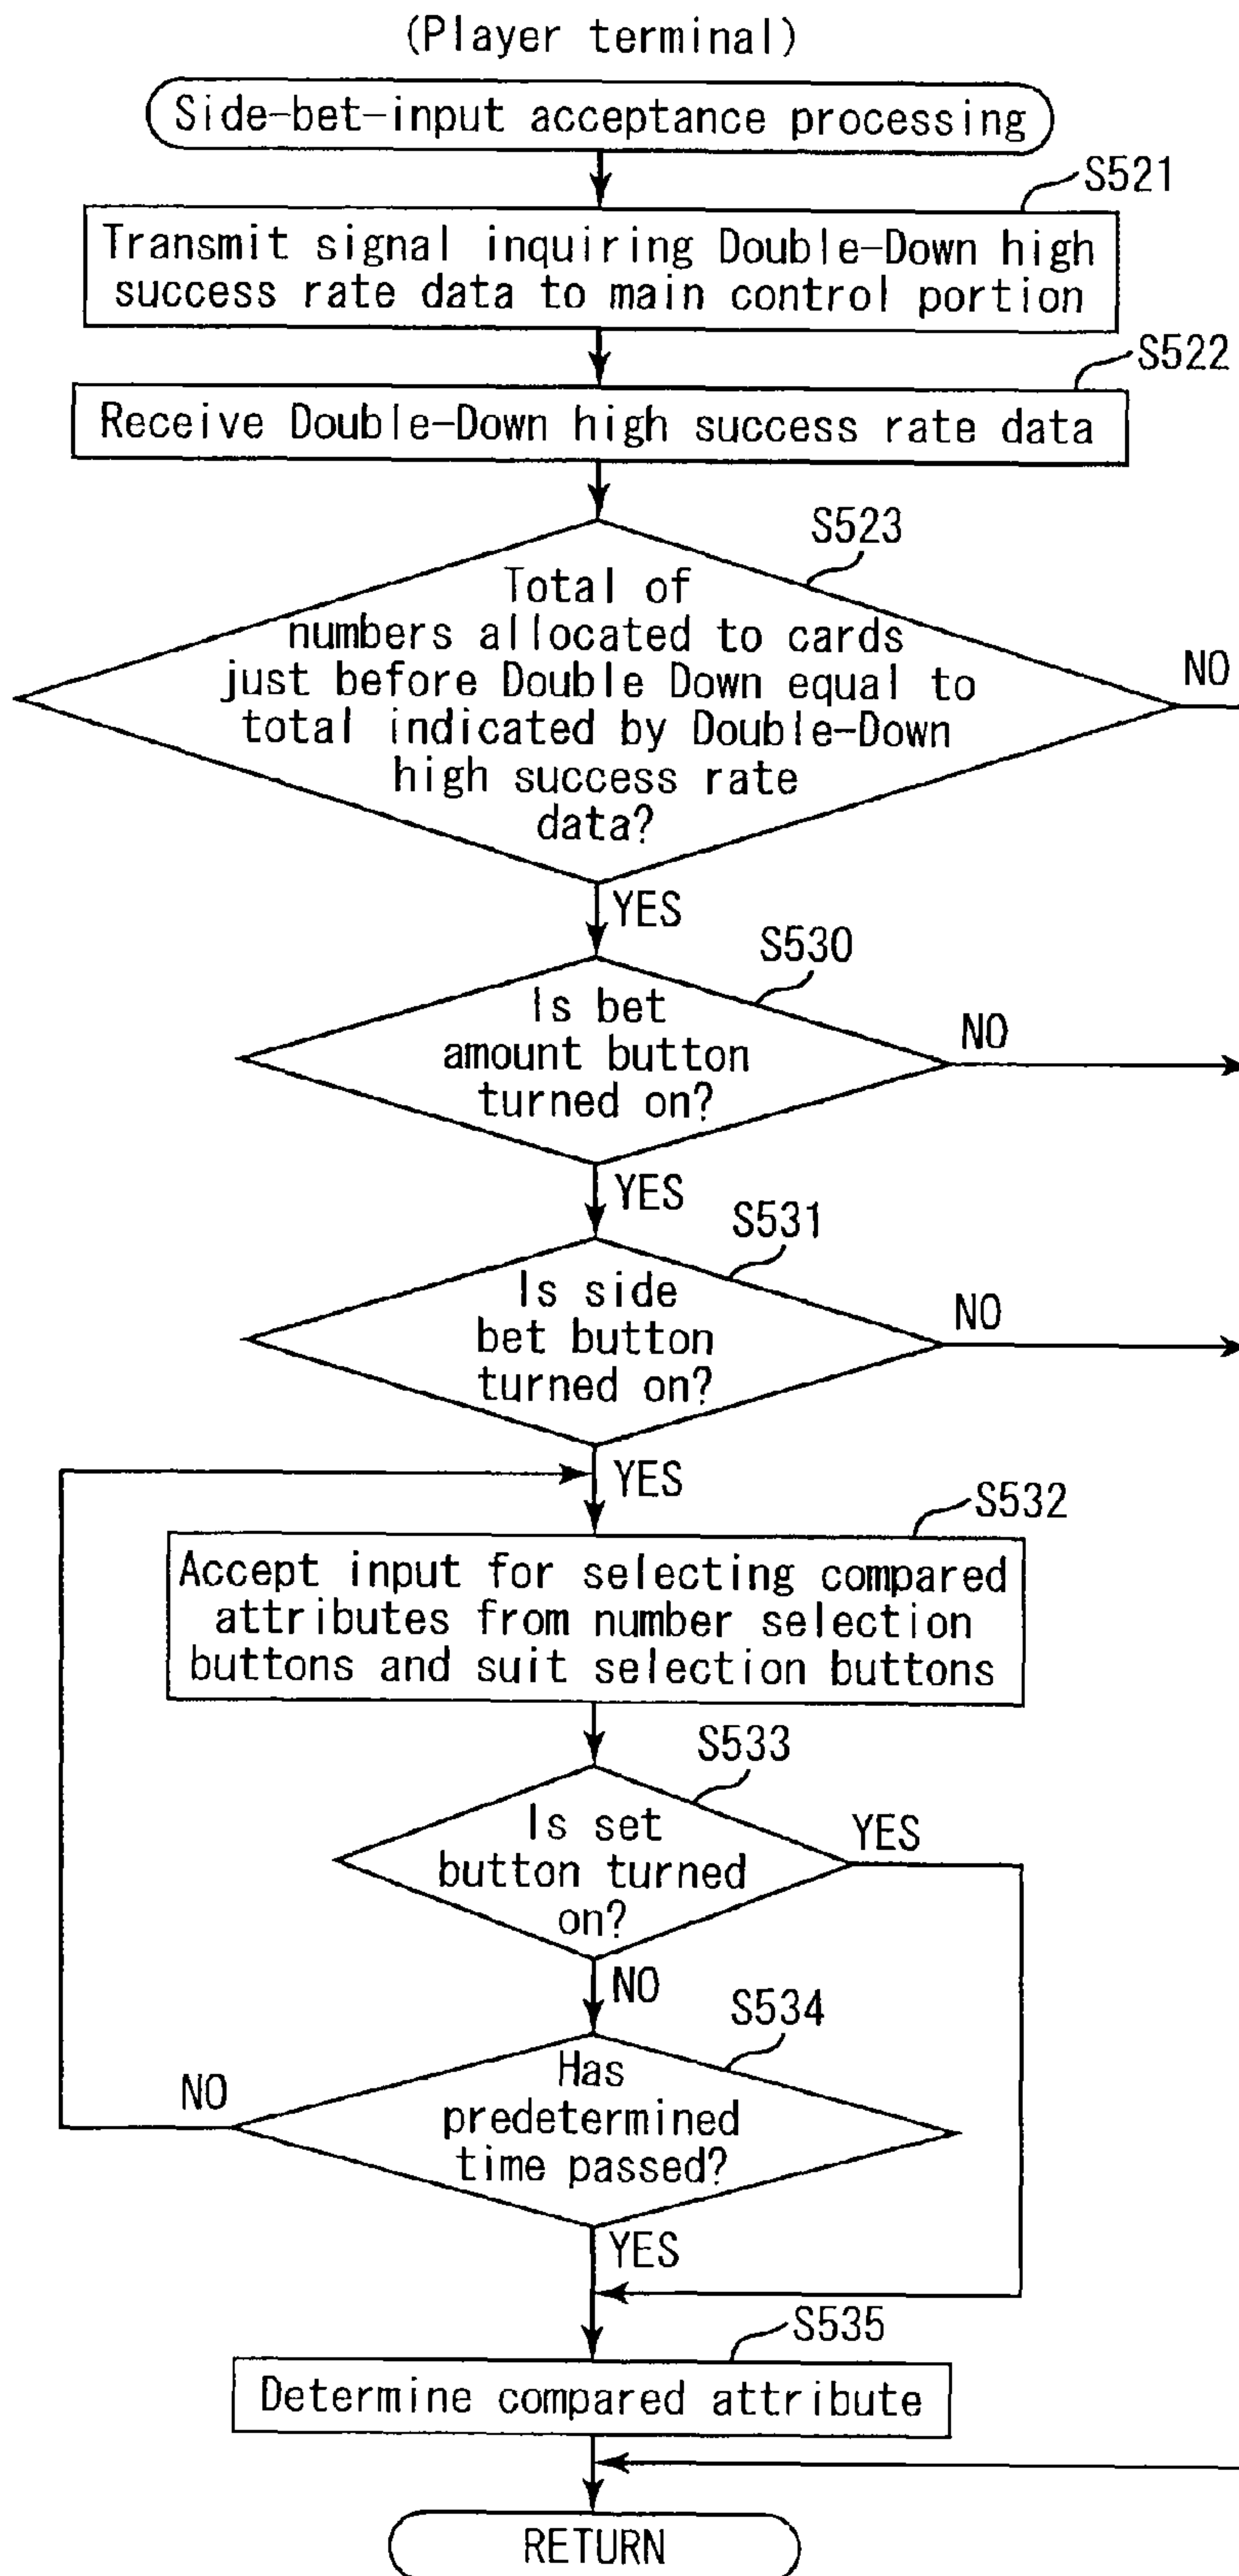 (Player terminal)
Side-bet-input acceptance processing
S521
Transmit signal inquiring Double-Down high
success rate data to main control portion
S522
Receive Double-Down high success rate data
S523
Total of
numbers allocated to cards
just before Double Down equal to
total indicated by Double-Down
high success rate
data?
NO
YES
S530
Is bet
amount button
turned on?
NO
YES
S531
Is side
bet button
turned on?
NO
YES
S532
Accept input for selecting compared
attributes from number selection
buttons and suit selection buttons
S533
Is set
button turned
on?
YES
NO
S534
Has
predetermined
time passed?
NO
YES
S535
Determine compared attribute
RETURN